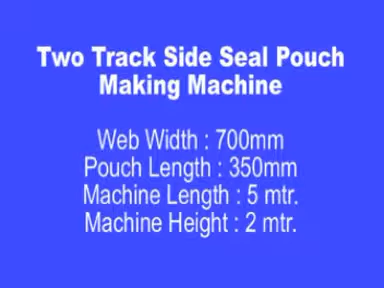 Two Track Side Seal Pouch
Making Machine
Web Width : 700mm
Pouch Length : 350mm
Machine Length : 5 mtr.
Machine Height : 2 mtr.